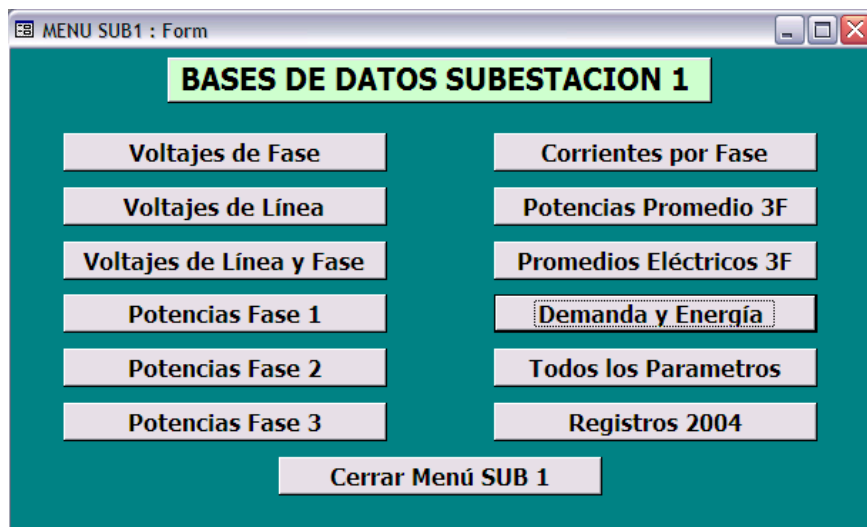 MENU SUB1 : Form
BASES DE DATOS SUBESTACION 1
Voltajes de Fase
Corrientes por Fase
Voltajes de Línea
Potencias Promedio 3F
Voltajes de Línea y Fase
Promedios Eléctricos 3F
Potencias Fase 1
Demanda y Energía
Potencias Fase 2
Todos los Parametros
Potencias Fase 3
Registros 2004
Cerrar Menú SUB 1